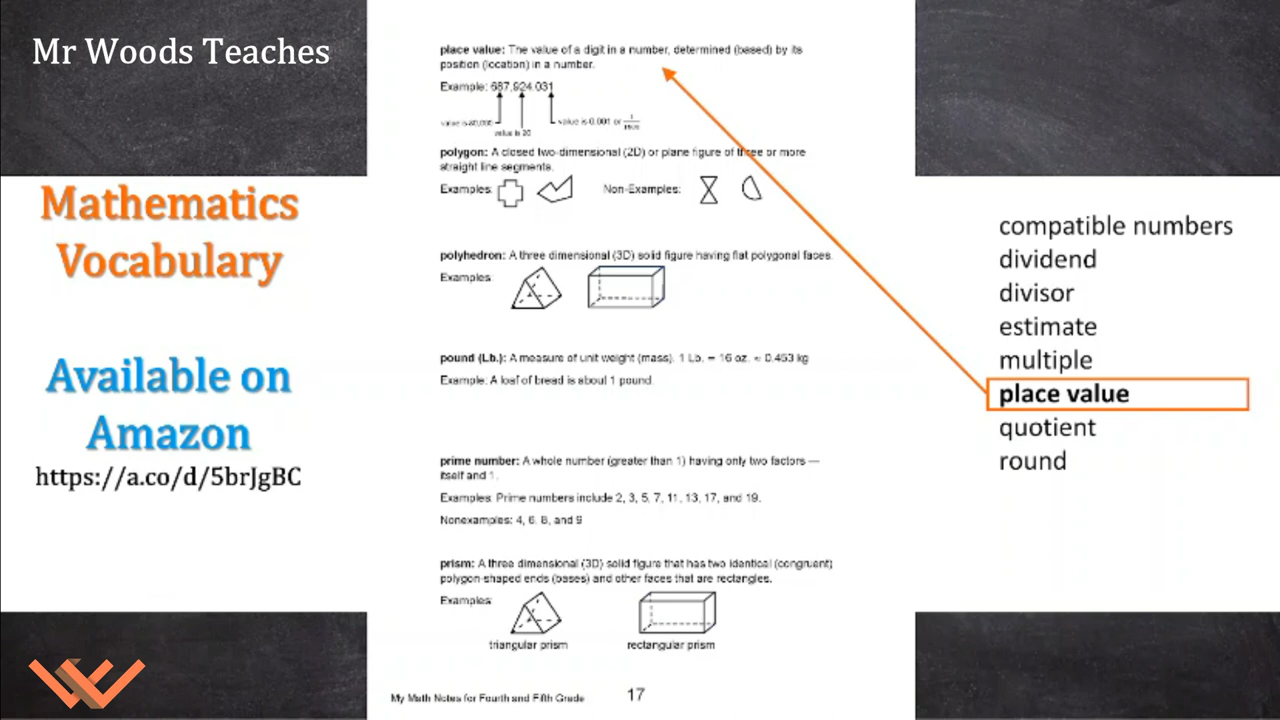 Mr Woods Teaches
Mathematics
Vocabulary
Available on
Amazon
https://a.co/d/5brJgBC
place value: The value of a digit in a number, determined (based) by its
position (location) in a number.
Example: 687,924.031
value is 80,000
value is 20
value is 0.001 or 1/1000
polygon: A closed two-dimensional (2D) or plane figure of three or more
straight line segments.
Examples:
Non-Examples:
polyhedron: A three dimensional (3D) solid figure having flat polygonal faces.
Examples:
pound (Lb.): A measure of unit weight (mass). 1 Lb. = 16 oz. ≈ 0.453 kg
Example: A loaf of bread is about 1 pound.
prime number: A whole number (greater than 1) having only two factors —
itself and 1.
Examples: Prime numbers include 2, 3, 5, 7, 11, 13, 17, and 19.
Nonexamples: 4, 6, 8, and 9
prism: A three dimensional (3D) solid figure that has two identical (congruent)
polygon-shaped ends (bases) and other faces that are rectangles.
Examples:
triangular prism
rectangular prism
My Math Notes for Fourth and Fifth Grade
17
compatible numbers
dividend
divisor
estimate
multiple
place value
quotient
round